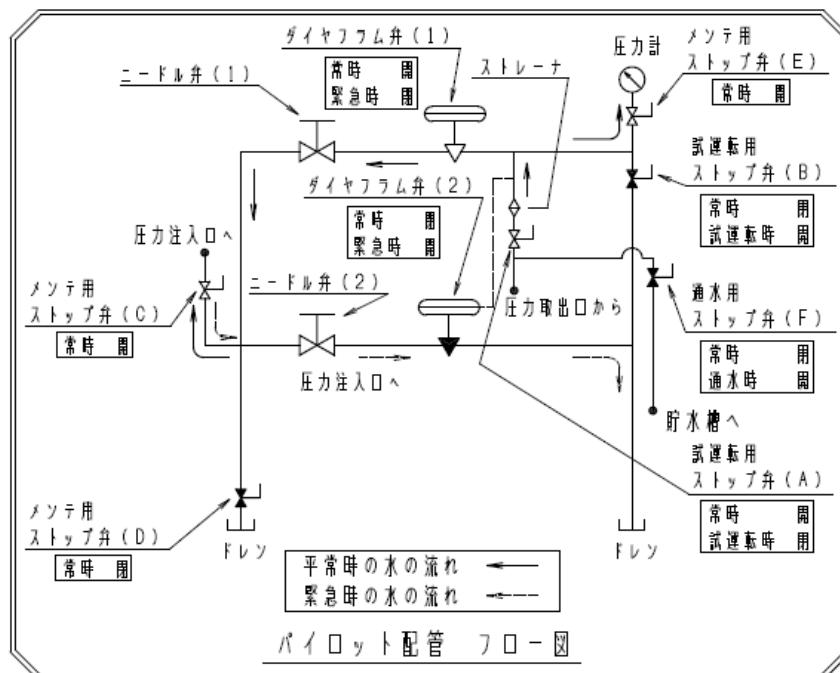 ダイヤフラム弁(1)
常時 開
緊急時 閉
ニードル弁(1)
ストレーナ
圧力計
メンテ用
ストップ弁(E)
常時 開
試運転用
ストップ弁(B)
常時 閉
試運転時 開
ダイヤフラム弁(2)
常時 閉
緊急時 開
圧力注入口へ
メンテ用
ストップ弁(C)
常時 開
ニードル弁(2)
圧力注入口へ
圧力取出口から
通水用
ストップ弁(F)
常時 閉
通水時 開
貯水槽へ
試運転用
ストップ弁(A)
常時 開
試運転時 閉
メンテ用
ストップ弁(D)
常時 閉
ドレン
ドレン
平常時の水の流れ
緊急時の水の流れ
パイロット配管 フロー図